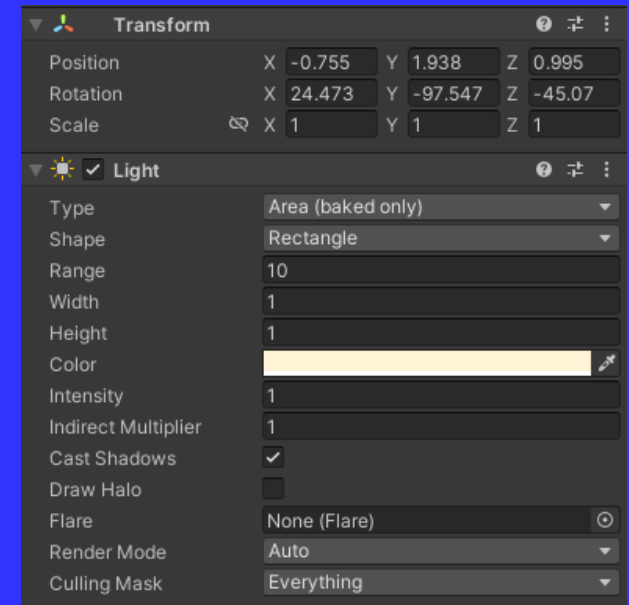 Transform
Position X -0.755 Y 1.938 Z 0.995
Rotation X 24.473 Y -97.547 Z -45.07
Scale X 1 Y 1 Z 1
Light
Type Area (baked only)
Shape Rectangle
Range 10
Width 1
Height 1
Color
Intensity 1
Indirect Multiplier 1
Cast Shadows
Draw Halo
Flare None (Flare)
Render Mode Auto
Culling Mask Everything